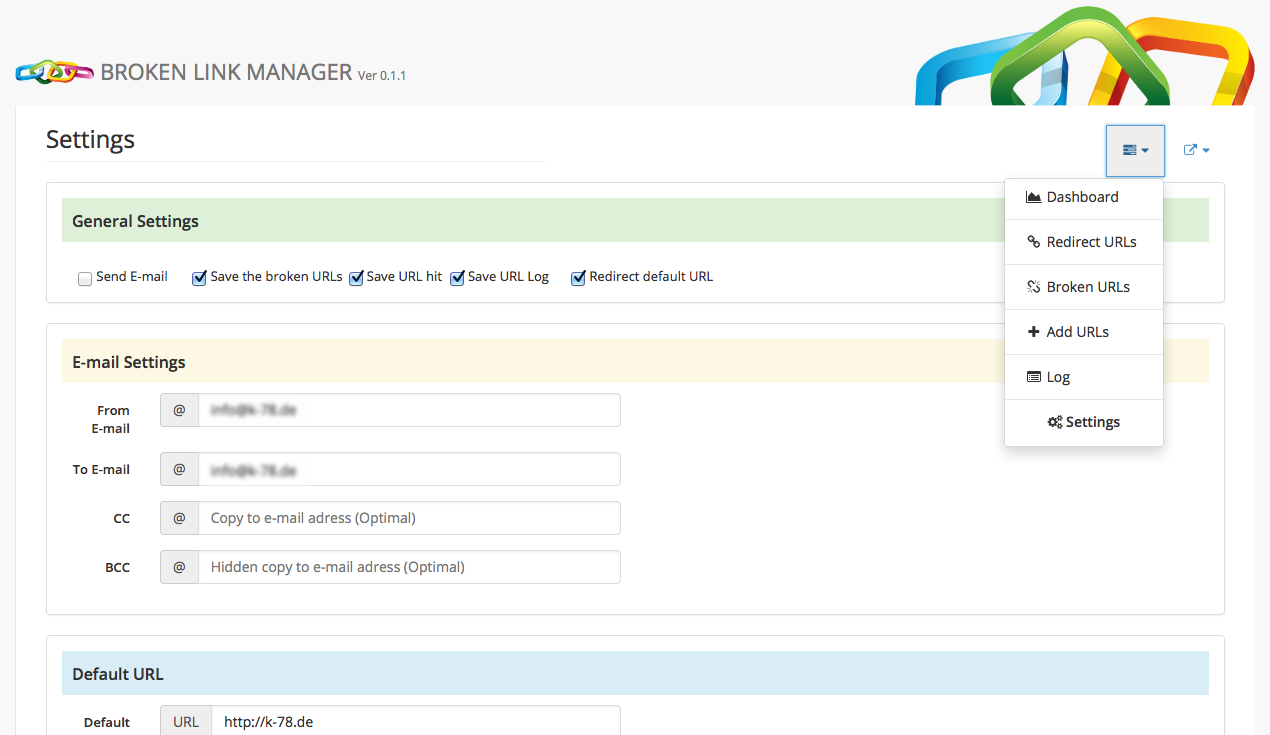 BROKEN LINK MANAGER Ver 0.1.1
Settings
General Settings
Send E-mail Save the broken URLs Save URL hit Save URL Log Redirect default URL
Dashboard
Redirect URLs
Broken URLs
Add URLs
Log
Settings
E-mail Settings
From
E-mail
@
To E-mail @
CC @ Copy to e-mail adress (Optimal)
BCC @ Hidden copy to e-mail adress (Optimal)
Default URL
Default URL http://k-78.de